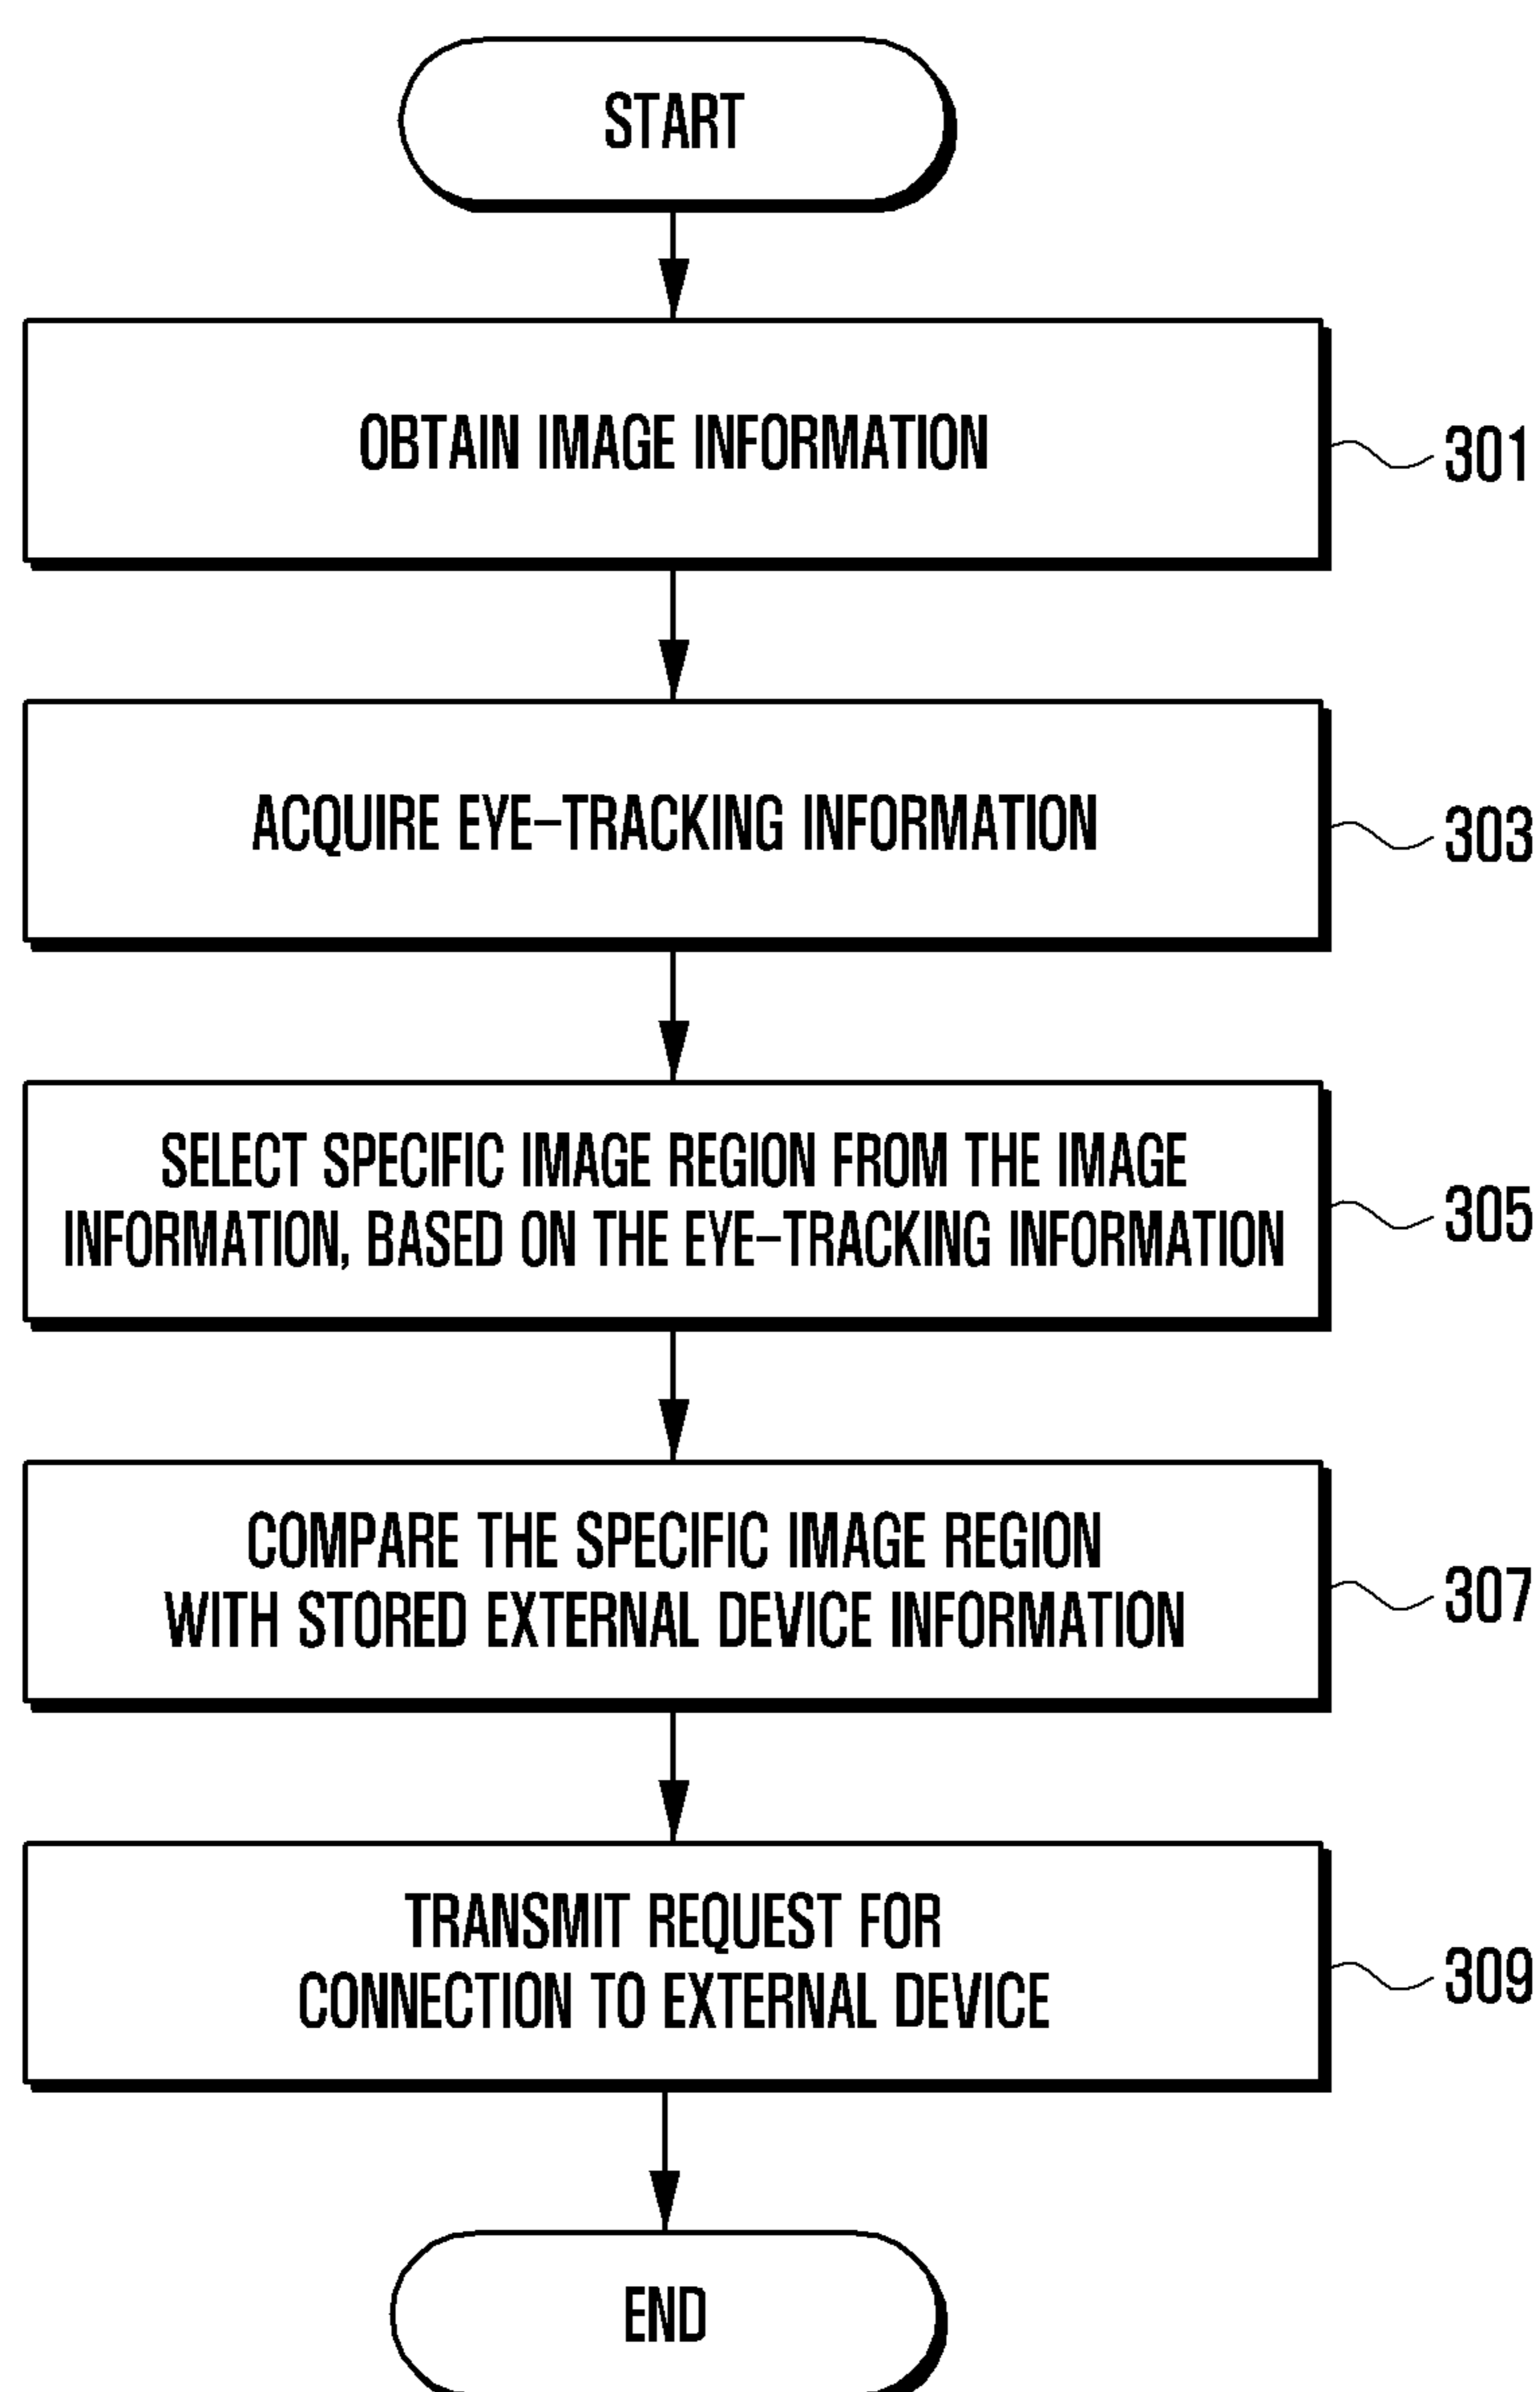 START
OBTAIN IMAGE INFORMATION
301
ACQUIRE EYE–TRACKING INFORMATION
303
SELECT SPECIFIC IMAGE REGION FROM THE IMAGE
INFORMATION, BASED ON THE EYE–TRACKING INFORMATION
305
COMPARE THE SPECIFIC IMAGE REGION
WITH STORED EXTERNAL DEVICE INFORMATION
307
TRANSMIT REQUEST FOR
CONNECTION TO EXTERNAL DEVICE
309
END